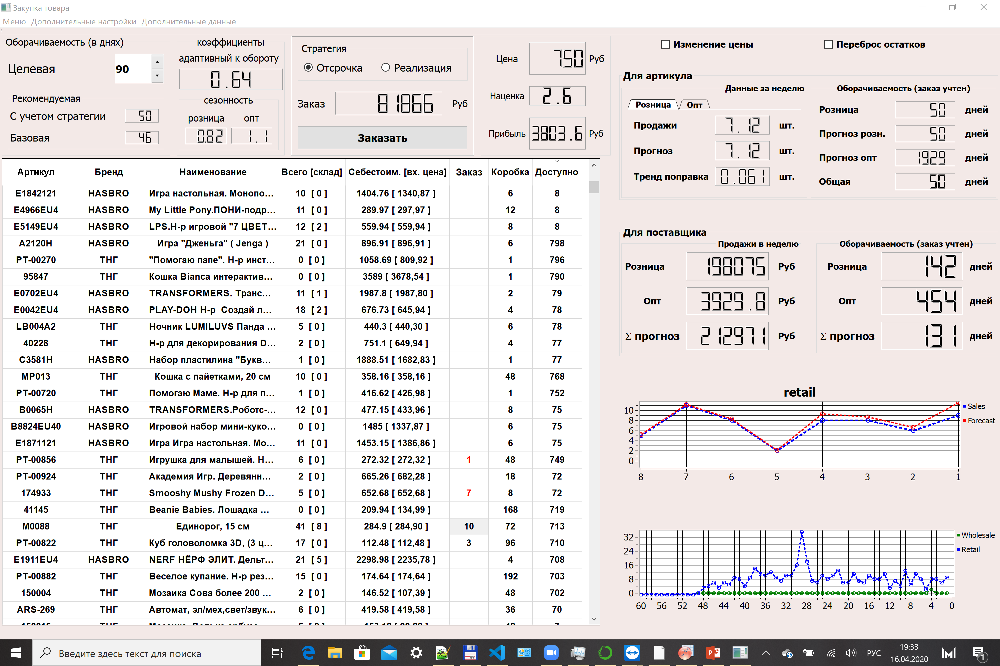 Закупка товара
Меню Дополнительные настройки Дополнительные данные
Оборачиваемость (в днях)
Целевая 90
Рекомендуемая
С учетом стратегии 50
Базовая 46
коэффициенты
адаптивный к обороту
0.64
сезонность
розница опт
0.82 1.1
Стратегия
Отсрочка Реализация
Заказ 81866 Руб
Заказать
Цена 750 Руб
Наценка 2.6
Прибыль 3803.6 Руб
Изменение цены Переброс остатков
Для артикула
Данные за неделю
Розница Опт
Продажи 7.12 шт.
Прогноз 7.12 шт.
Тренд поправка 0.061 шт.
Оборачиваемость (заказ учтен)
Розница 50 дней
Прогноз розн. 50 дней
Прогноз опт 1929 дней
Общая 50 дней
Для поставщика
Продажи в неделю
Розница 198075 Руб
Опт 3929.8 Руб
Σ прогноз 212971 Руб
Оборачиваемость (заказ учтен)
Розница 142 дней
Опт 454 дней
Σ прогноз 131 дней
Артикул Бренд Наименование Всего [склад] Себестоим. [вх. цена] Заказ Коробка Доступно
E1842121 HASBRO Игра настольная. Монопо... 10 [ 0 ] 1404.76 [ 1340,87 ] 6 8
E4966EU4 HASBRO My Little Pony.ПОНИ-подр... 11 [ 0 ] 289.97 [ 297,97 ] 12 8
E5149EU4 HASBRO LPS.Н-р игровой "7 ЦВЕТ... 12 [ 2 ] 559.94 [ 559,94 ] 8 8
A2120H HASBRO Игра "Дженьга" ( Jenga ) 21 [ 0 ] 896.91 [ 896,91 ] 6 798
PT-00270 ТНГ "Помогаю папе". Н-р инст... 0 [ 0 ] 1058.69 [ 809,92 ] 1 796
95847 ТНГ Кошка Bianca интерактив... 0 [ 0 ] 3589 [ 3678,54 ] 1 790
E0702EU4 HASBRO TRANSFORMERS. Транс... 11 [ 1 ] 1987.8 [ 1987,80 ] 2 79
E0042EU4 HASBRO PLAY-DOH Н-р Создай л... 18 [ 2 ] 676.73 [ 645,94 ] 4 78
LB004A2 ТНГ Ночник LUMILUVS Панда ... 5 [ 0 ] 440.3 [ 440,30 ] 6 78
40228 ТНГ Н-р для декорирования D... 2 [ 0 ] 751.1 [ 649,94 ] 4 77
C3581H HASBRO Набор пластилина "Букв... 1 [ 0 ] 1888.51 [ 1682,83 ] 1 77
MP013 ТНГ Кошка с пайетками, 20 см 10 [ 0 ] 358.16 [ 358,16 ] 48 768
PT-00720 ТНГ Помогаю Маме. Н-р для п... 1 [ 0 ] 416.62 [ 426,98 ] 1 752
B0065H HASBRO TRANSFORMERS.Роботс-... 12 [ 0 ] 477.15 [ 433,96 ] 8 75
B8824EU40 HASBRO Игровой набор мини-куко... 0 [ 0 ] 1485 [ 1337,87 ] 6 75
E1871121 HASBRO Игра Игра настольная. Мо... 11 [ 0 ] 1453.15 [ 1386,86 ] 6 75
PT-00856 ТНГ Игрушка для малышей. Н... 6 [ 0 ] 272.32 [ 272,32 ] 1 48 749
PT-00924 ТНГ Академия Игр. Деревянн... 2 [ 0 ] 665.26 [ 682,28 ] 18 72
174933 ТНГ Smooshy Mushy Frozen D... 5 [ 0 ] 652.68 [ 652,68 ] 7 8 72
41145 ТНГ Beanie Babies. Лошадка ... 0 [ 0 ] 209.94 [ 134,99 ] 168 719
M0088 ТНГ Единорог, 15 см 41 [ 8 ] 284.9 [ 284,90 ] 10 72 713
PT-00822 ТНГ Куб головоломка 3D, (3 ц... 17 [ 0 ] 112.48 [ 112,48 ] 3 96 710
E1911EU4 HASBRO NERF НЁРФ ЭЛИТ. Дельт... 21 [ 5 ] 2298.98 [ 2235,78 ] 4 708
PT-00882 ТНГ Веселое купание. Н-р рез... 15 [ 0 ] 174.64 [ 174,64 ] 192 703
150004 ТНГ Мозаика Сова более 200 ... 2 [ 0 ] 146.52 [ 107,39 ] 48 702
ARS-269 ТНГ Автомат, эл/мех,свет/звук... 6 [ 0 ] 419.58 [ 419,58 ] 36 70
retail
10
8
6
4
2
0
8 7 6 5 4 3 2 1
Sales
Forecast
32
24
16
8
0
60 56 52 48 44 40 36 32 28 24 20 16 12 8 4 0
Wholesale
Retail
Введите здесь текст для поиска
64
РУС
19:33
16.04.2020
1